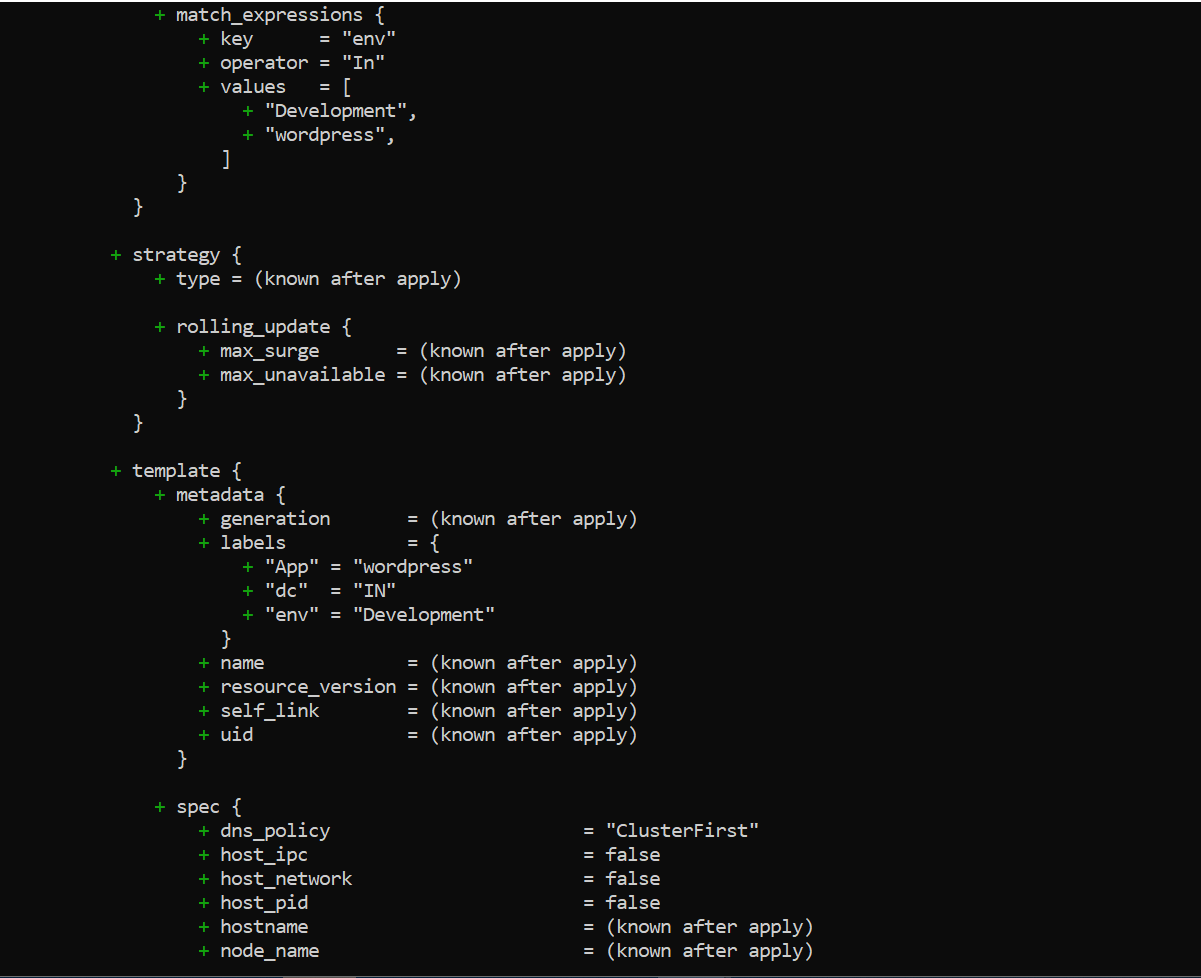 + match_expressions {
+ key = "env"
+ operator = "In"
+ values = [
+ "Development",
+ "wordpress",
]
}
}
+ strategy {
+ type = (known after apply)
+ rolling_update {
+ max_surge = (known after apply)
+ max_unavailable = (known after apply)
}
}
+ template {
+ metadata {
+ generation = (known after apply)
+ labels = {
+ "App" = "wordpress"
+ "dc" = "IN"
+ "env" = "Development"
}
+ name = (known after apply)
+ resource_version = (known after apply)
+ self_link = (known after apply)
+ uid = (known after apply)
}
+ spec {
+ dns_policy = "ClusterFirst"
+ host_ipc = false
+ host_network = false
+ host_pid = false
+ hostname = (known after apply)
+ node_name = (known after apply)